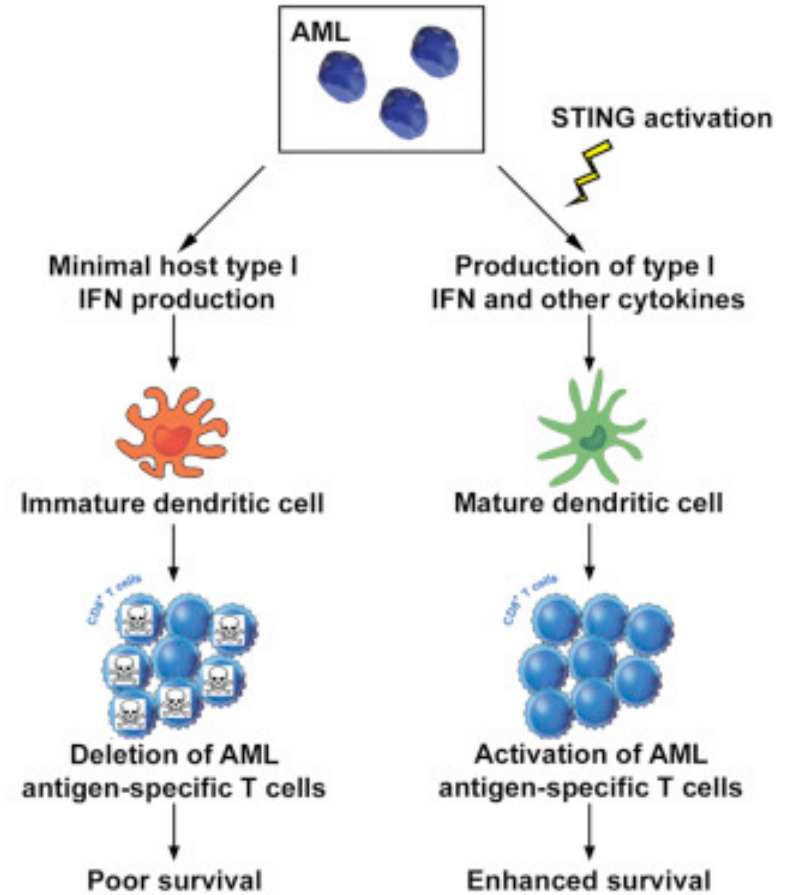 AML
STING activation
Minimal host type I
IFN production
Production of type I
IFN and other cytokines
Immature dendritic cell
Mature dendritic cell
CD8⁺ T cells
CD8⁺ T cells
Deletion of AML
antigen-specific T cells
Activation of AML
antigen-specific T cells
Poor survival
Enhanced survival